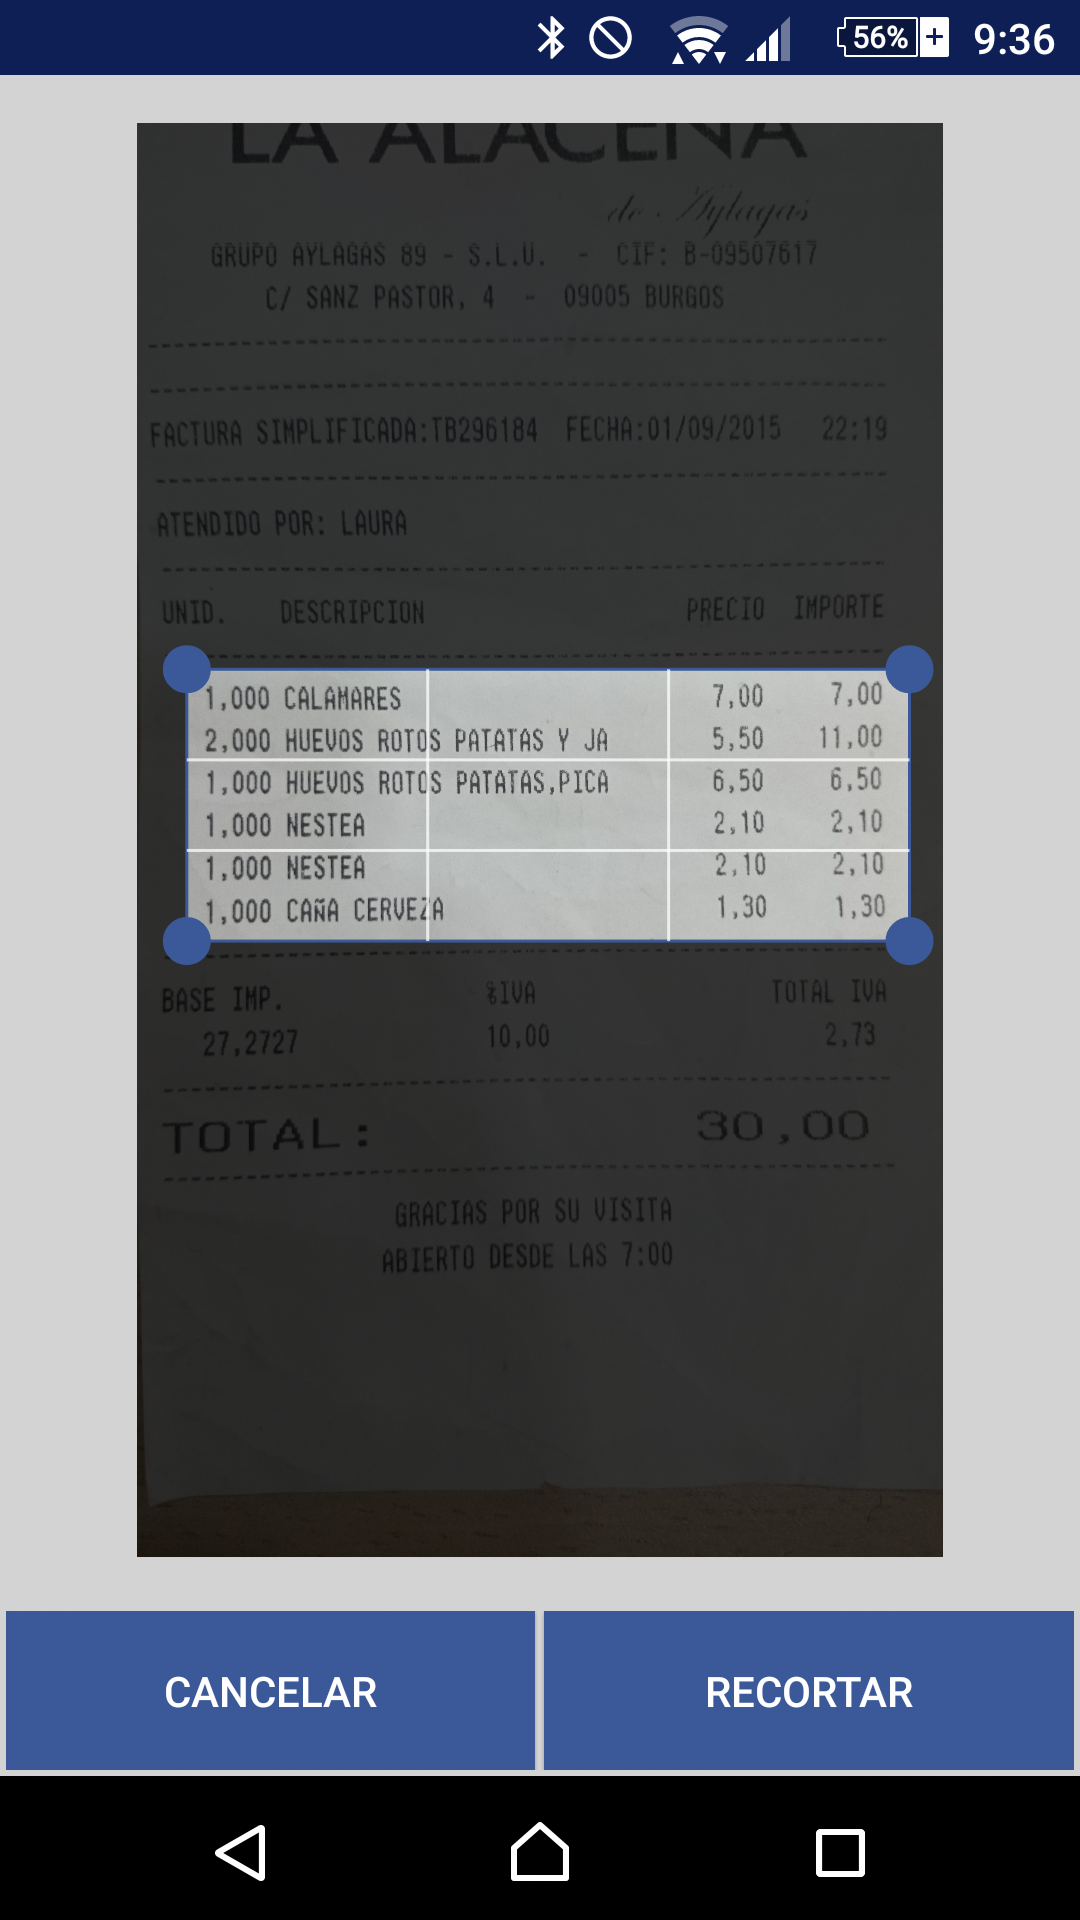 56% 9:36
LA ALACENA
de Aylagas
GRUPO AYLAGAS 89 - S.L.U. - CIF: B-09507617
C/ SANZ PASTOR, 4 - 09005 BURGOS
FACTURA SIMPLIFICADA:TB296184 FECHA:01/09/2015 22:19
ATENDIDO POR: LAURA
UNID. DESCRIPCION PRECIO IMPORTE
1,000 CALAMARES 7,00 7,00
2,000 HUEVOS ROTOS PATATAS Y JA 5,50 11,00
1,000 HUEVOS ROTOS PATATAS,PICA 6,50 6,50
1,000 NESTEA 2,10 2,10
1,000 NESTEA 2,10 2,10
1,000 CAÑA CERVEZA 1,30 1,30
BASE IMP. %IVA TOTAL IVA
27,2727 10,00 2,73
TOTAL: 30,00
GRACIAS POR SU VISITA
ABIERTO DESDE LAS 7:00
CANCELAR RECORTAR